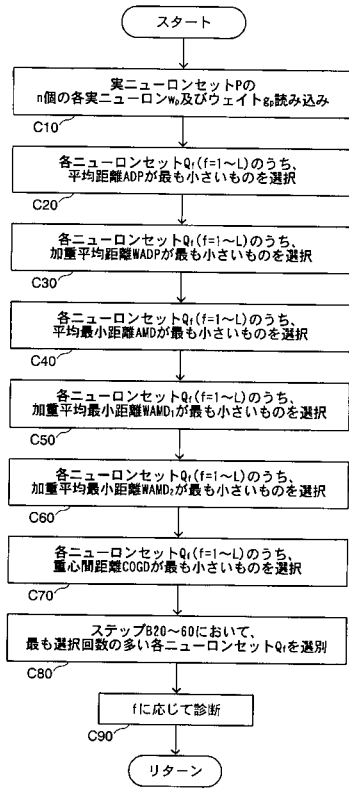 スタート
実ニューロンセットPの
n個の各実ニューロンwp及びウェイトgp読み込み
C10
各ニューロンセットQf(f=1~L)のうち、
平均距離ADPが最も小さいものを選択
C20
各ニューロンセットQf(f=1~L)のうち、
加重平均距離WADPが最も小さいものを選択
C30
各ニューロンセットQf(f=1~L)のうち、
平均最小距離AMDが最も小さいものを選択
C40
各ニューロンセットQf(f=1~L)のうち、
加重平均最小距離WAMD1が最も小さいものを選択
C50
各ニューロンセットQf(f=1~L)のうち、
加重平均最小距離WAMD2が最も小さいものを選択
C60
各ニューロンセットQf(f=1~L)のうち、
重心間距離COGDが最も小さいものを選択
C70
ステップB20~60において、
最も選択回数の多い各ニューロンセットQfを選別
C80
fに応じて診断
C90
リターン